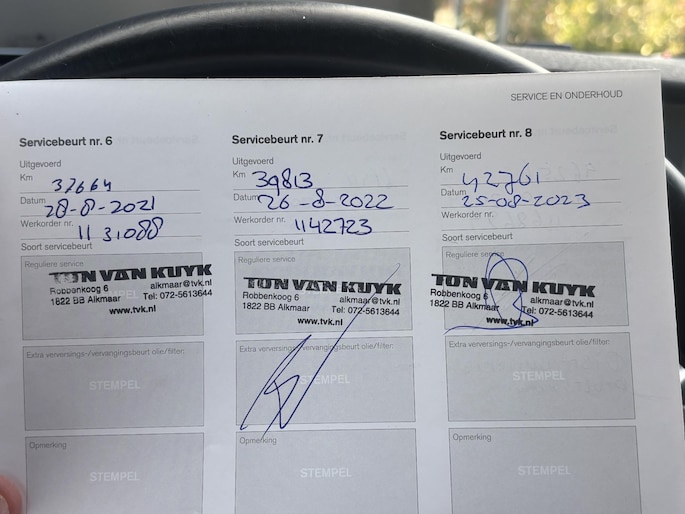 SERVICE EN ONDERHOUD
Servicebeurt nr. 6
Uitgevoerd
Km 37664
Datum 28-8-2021
Werkorder nr. 1131088
Soort servicebeurt
Reguliere service
TON VAN KUYK
Robbenkoog 6 alkmaar@tvk.nl
1822 BB Alkmaar Tel: 072-5613644
www.tvk.nl
Extra verversings-/vervangingsbeurt olie/filter:
STEMPEL
Opmerking
STEMPEL
Servicebeurt nr. 7
Uitgevoerd
Km 39813
Datum 26-8-2022
Werkorder nr. 1142723
Soort servicebeurt
Reguliere service
TON VAN KUYK
Robbenkoog 6 alkmaar@tvk.nl
1822 BB Alkmaar Tel: 072-5613644
www.tvk.nl
Extra verversings-/vervangingsbeurt olie/filter:
STEMPEL
Opmerking
STEMPEL
Servicebeurt nr. 8
Uitgevoerd
Km 42761
Datum 25-08-2023
Werkorder nr.
Soort servicebeurt
Reguliere service
TON VAN KUYK
Robbenkoog 6 alkmaar@tvk.nl
1822 BB Alkmaar Tel: 072-5613644
www.tvk.nl
Extra verversings-/vervangingsbeurt olie/filter:
STEMPEL
Opmerking
STEMPEL